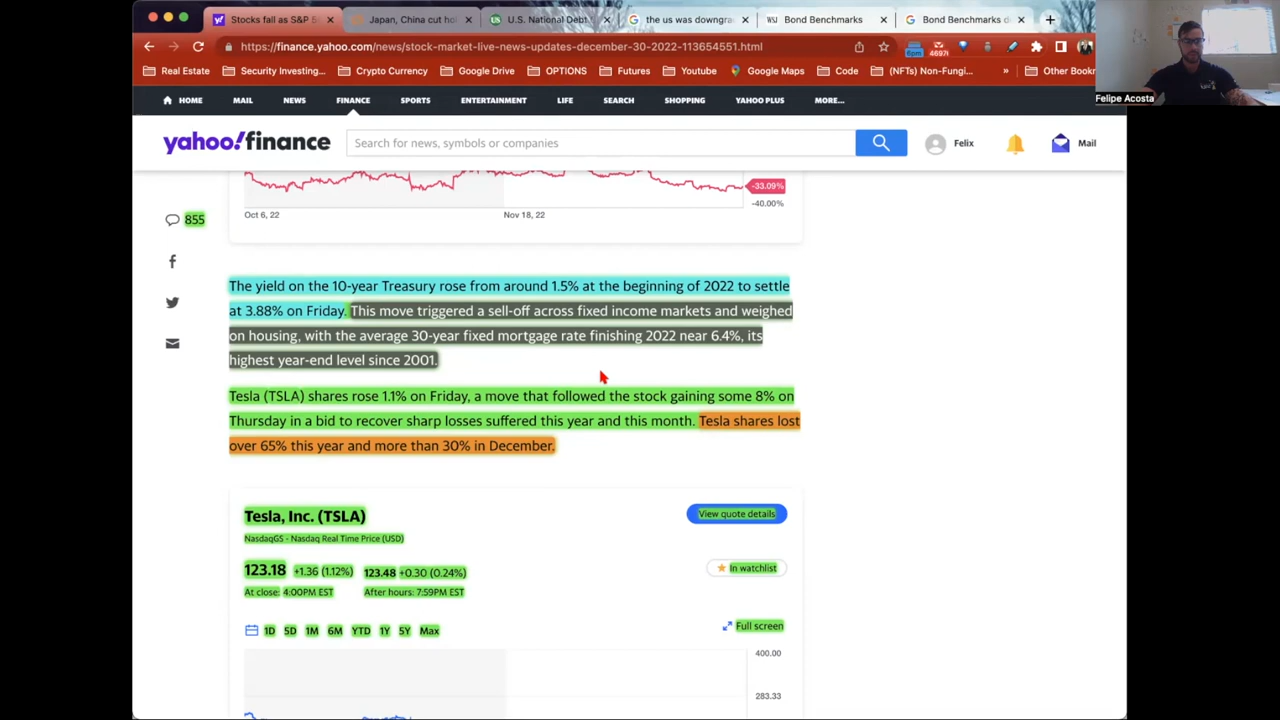 Stocks fall as S&P
Japan, China cut ho
U.S. National Debt
the us was downgra
WSJ Bond Benchmarks
Bond Benchmarks d
https://finance.yahoo.com/news/stock-market-live-news-updates-december-30-2022-113654551.html
Real Estate
Security Investing...
Crypto Currency
Google Drive
OPTIONS
Futures
Youtube
Google Maps
Code
(NFTs) Non-Fungi...
»
Other Bookm
Felipe Acosta
HOME MAIL NEWS FINANCE SPORTS ENTERTAINMENT LIFE SEARCH SHOPPING YAHOO PLUS MORE...
yahoo!finance
Search for news, symbols or companies
Felix
Mail
-33.09%
-40.00%
Oct 6, 22
Nov 18, 22
855
The yield on the 10-year Treasury rose from around 1.5% at the beginning of 2022 to settle
at 3.88% on Friday. This move triggered a sell-off across fixed income markets and weighed
on housing, with the average 30-year fixed mortgage rate finishing 2022 near 6.4%, its
highest year-end level since 2001.
Tesla (TSLA) shares rose 1.1% on Friday, a move that followed the stock gaining some 8% on
Thursday in a bid to recover sharp losses suffered this year and this month. Tesla shares lost
over 65% this year and more than 30% in December.
Tesla, Inc. (TSLA)
View quote details
NasdaqGS - Nasdaq Real Time Price (USD)
123.18 +1.36 (1.12%) 123.48 +0.30 (0.24%)
In watchlist
At close: 4:00PM EST After hours: 7:59PM EST
1D 5D 1M 6M YTD 1Y 5Y Max
Full screen
400.00
283.33